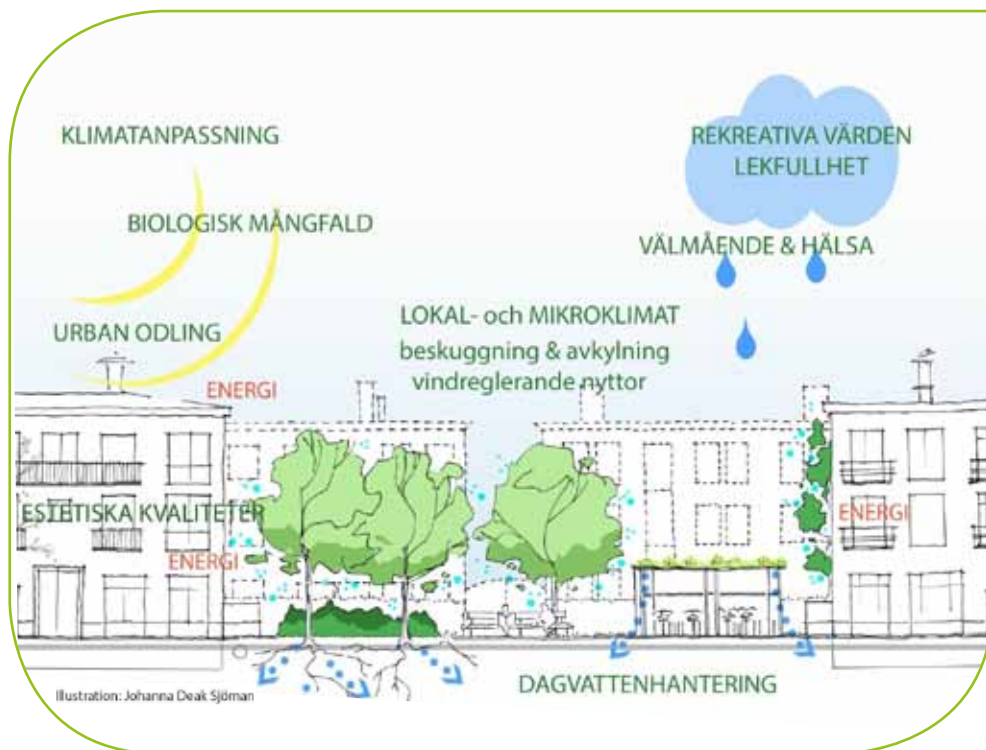 KLIMATANPASSNING
REKREATIVA VÄRDEN
LEKFULLHET
BIOLOGISK MÅNGFALD
VÄLMÅENDE & HÄLSA
URBAN ODLING
LOKAL- och MIKROKLIMAT
beskuggning & avkylning
vindreglerande nyttor
ENERGI
ESTETISKA KVALITETER
ENERGI
ENERGI
DAGVATTENHANTERING
Illustration: Johanna Deak Sjöman